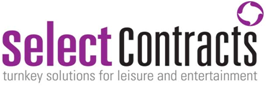 select Contracts
turnkey solutions for leisure and entertainment